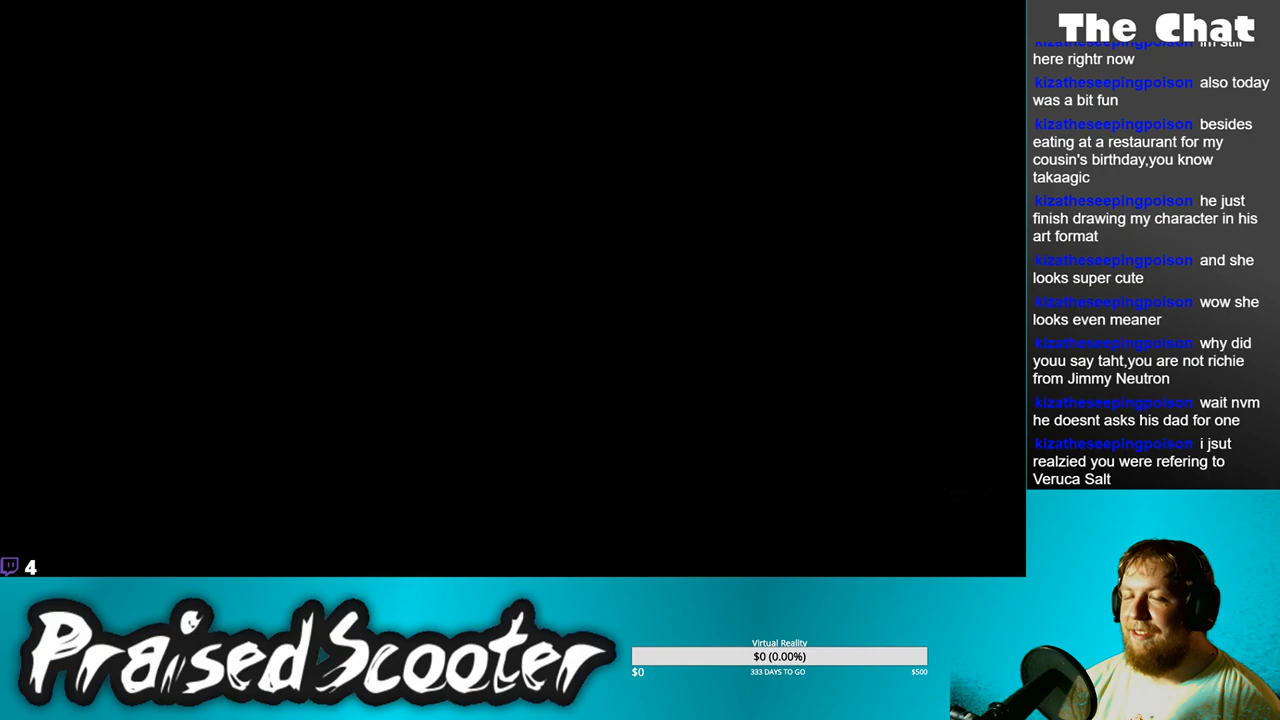 The Chat
kizatheseepingpoison im still
here rightr now
kizatheseepingpoison also today
was a bit fun
kizatheseepingpoison besides
eating at a restaurant for my
cousin's birthday,you know
takaagic
kizatheseepingpoison he just
finish drawing my character in his
art format
kizatheseepingpoison and she
looks super cute
kizatheseepingpoison wow she
looks even meaner
kizatheseepingpoison why did
youu say taht,you are not richie
from Jimmy Neutron
kizatheseepingpoison wait nvm
he doesnt asks his dad for one
kizatheseepingpoison i jsut
realzied you were refering to
Veruca Salt
4
PraisedScooter
Virtual Reality
$0 (0.00%)
$0 333 DAYS TO GO $500